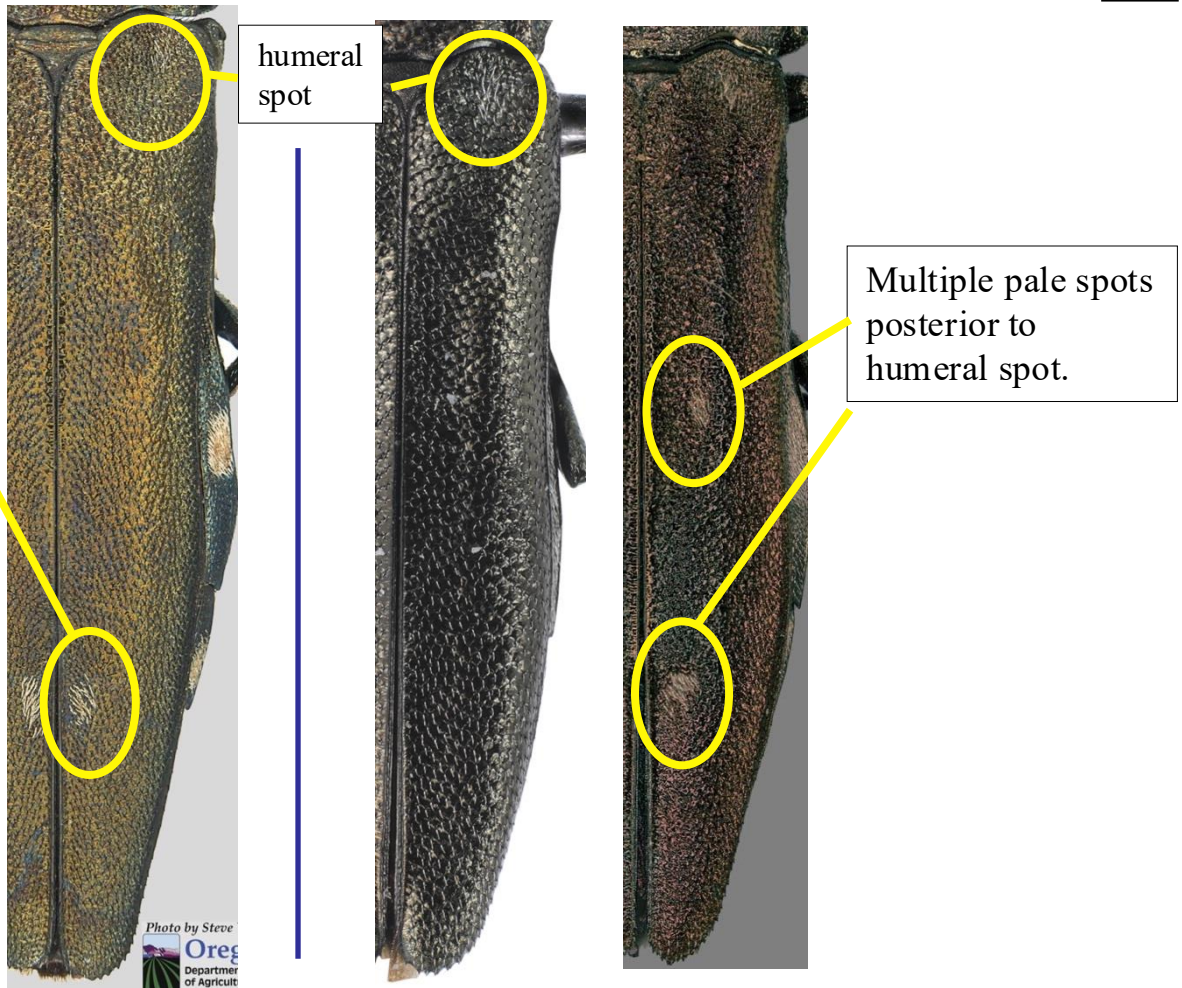 humeral
spot
Multiple pale spots
posterior to
humeral spot.
Photo by Steve
Oreg
Departmen
of Agricult